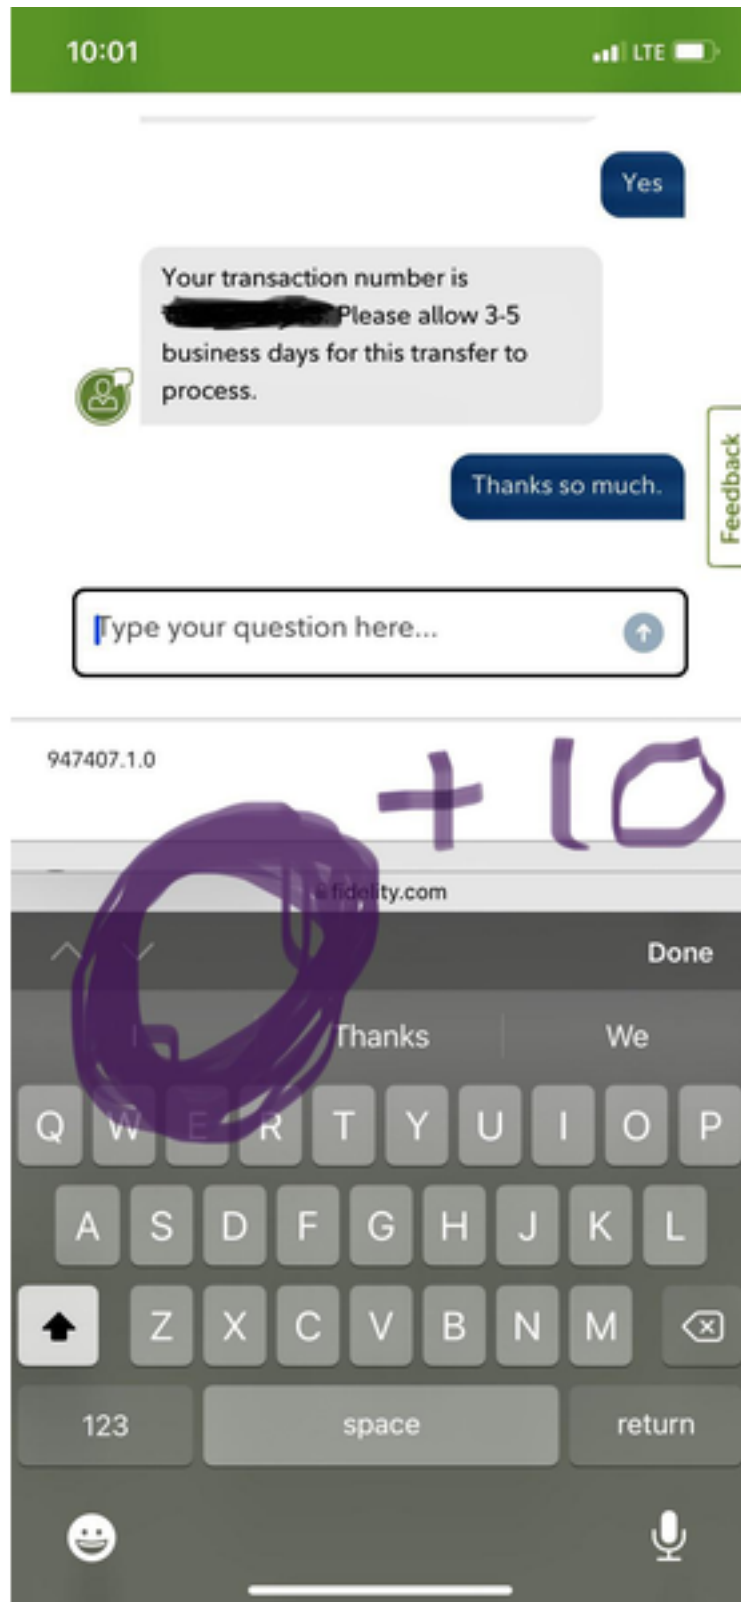 10:01
LTE
Yes
Your transaction number is
Please allow 3-5
business days for this transfer to
process.
Thanks so much.
Feedback
Type your question here...
947407.1.0
+10
fidelity.com
Done
Thanks
We
Q W E R T Y U I O P
A S D F G H J K L
Z X C V B N M
123
space
return